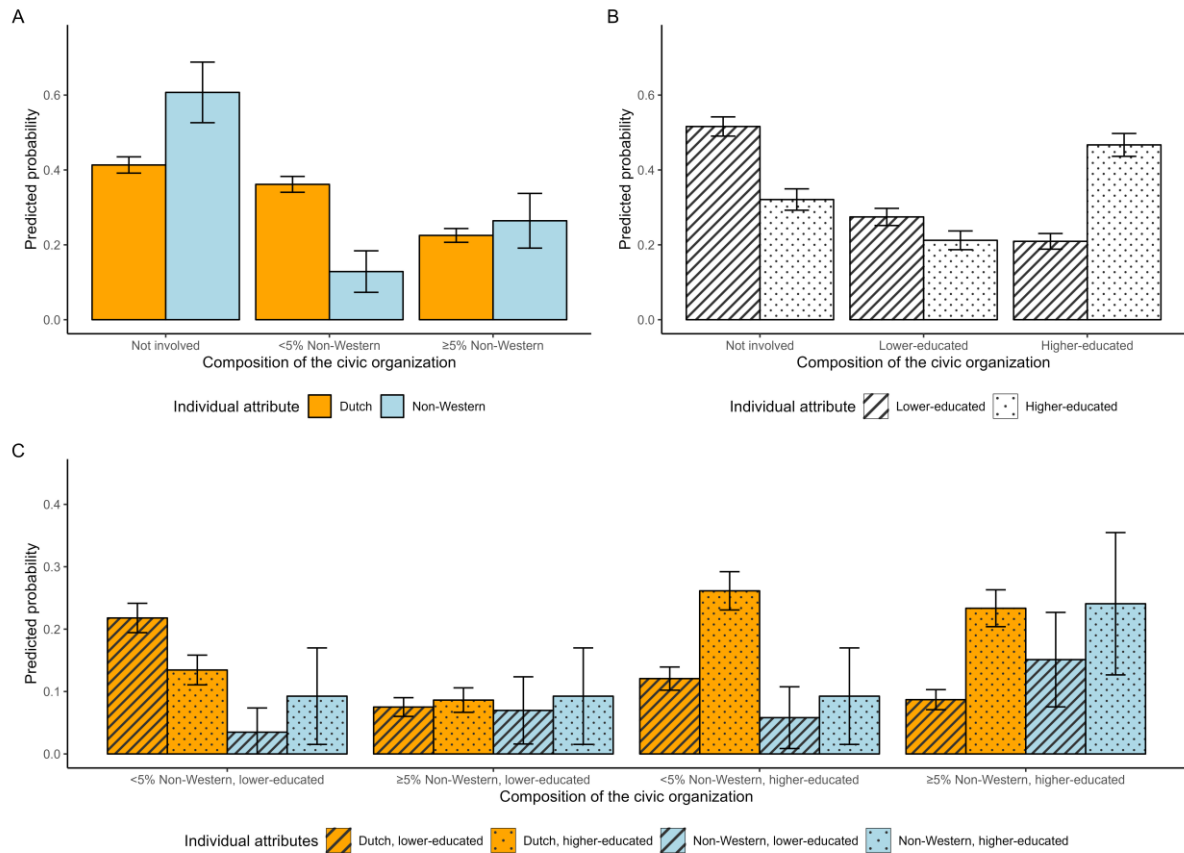 A
Predicted probability
0.6
0.4
0.2
0.0
Not involved
<5% Non-Western
≥5% Non-Western
Composition of the civic organization
Individual attribute
Dutch
Non-Western
B
Predicted probability
0.6
0.4
0.2
0.0
Not involved
Lower-educated
Higher-educated
Composition of the civic organization
Individual attribute
Lower-educated
Higher-educated
C
Predicted probability
0.4
0.3
0.2
0.1
0.0
<5% Non-Western, lower-educated
≥5% Non-Western, lower-educated
<5% Non-Western, higher-educated
≥5% Non-Western, higher-educated
Composition of the civic organization
Individual attributes
Dutch, lower-educated
Dutch, higher-educated
Non-Western, lower-educated
Non-Western, higher-educated